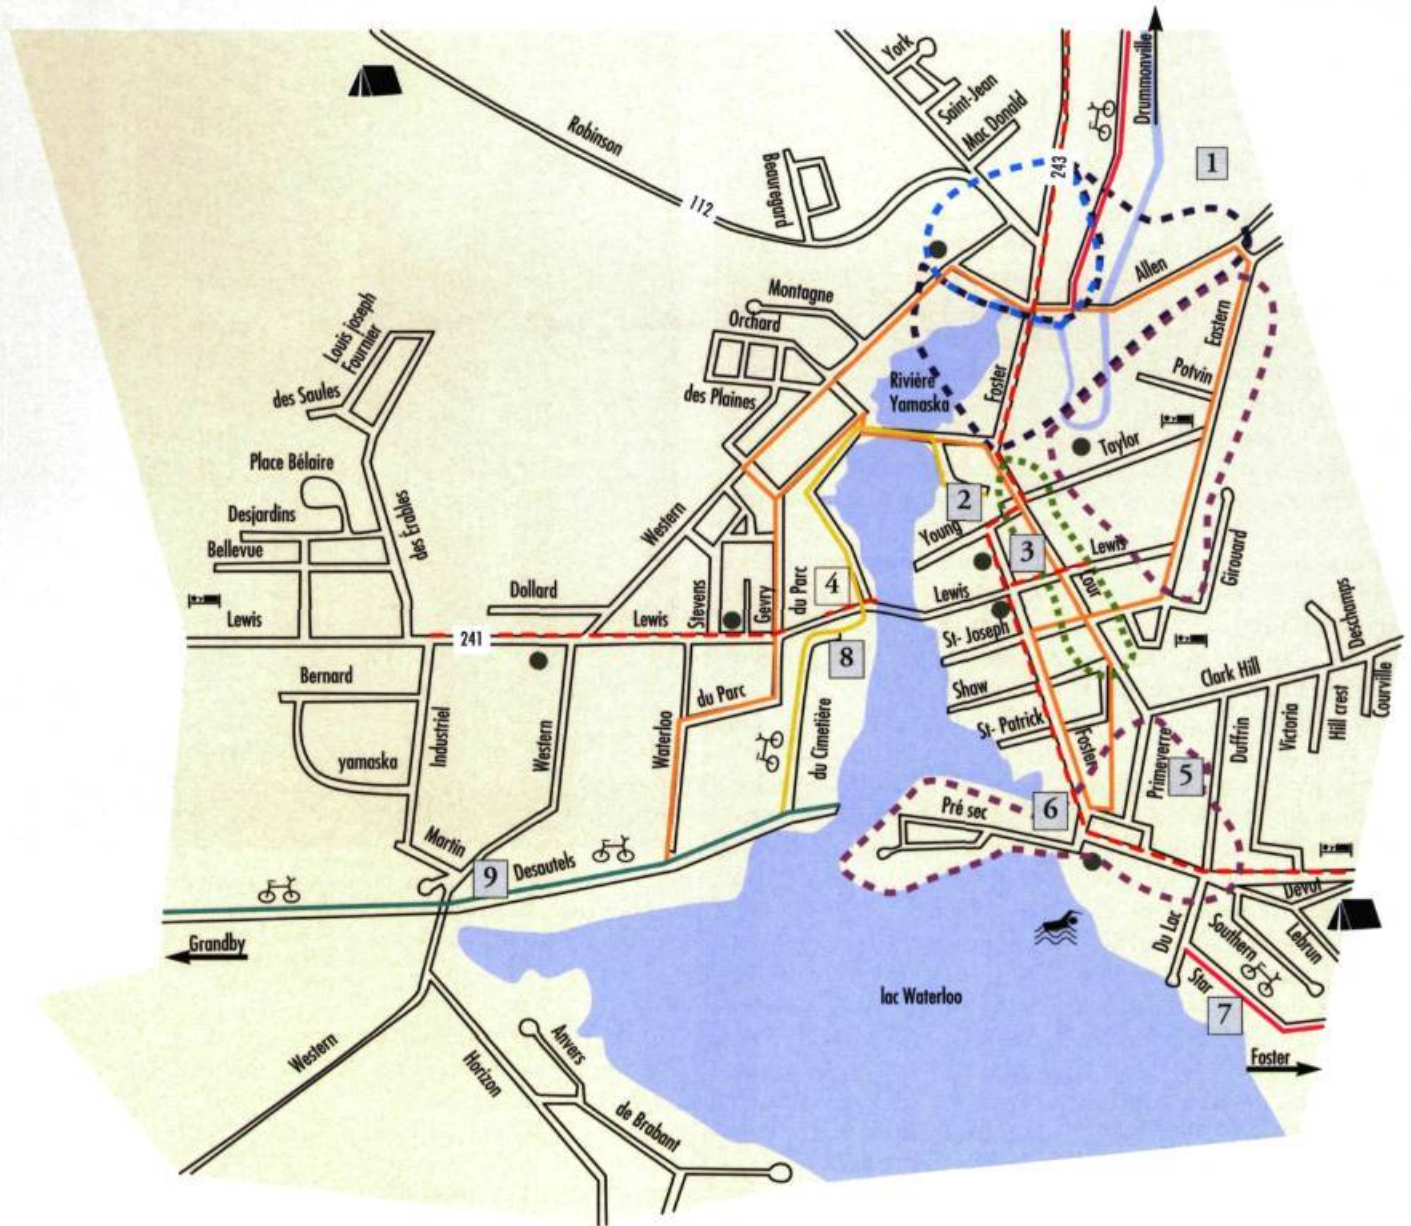 York
Drummonville
Saint-Jean
Mac Donald
Robinson
243
1
Beauregard
112
Allen
Montagne
Orchard
Louis joseph
Fournier
des Saules
des Plaines
Rivière
Yamaska
Foster
Eastern
Potvin
Taylor
Place Bélaire
Desjardins
Bellevue
des Érables
Western
2
Young
3
Lewis
Girouard
Dollard
Lewis
Lewis
241
Stevens
Gevry
du Parc
4
Lewis
Cour
St-Joseph
Deschamps
8
Shaw
Clark Hill
Bernard
du Parc
St-Patrick
Foster
Industriel
Western
Waterloo
du Cimetière
yamaska
Primeverre
5
Duffrin
Victoria
Hill crest
Courville
Pré sec
6
Martin
9
Desautels
Devot
Grandby
Du Lac
Southern
Lebrun
lac Waterloo
Star
7
Foster
Western
Horizon
Anvers
de Brabant